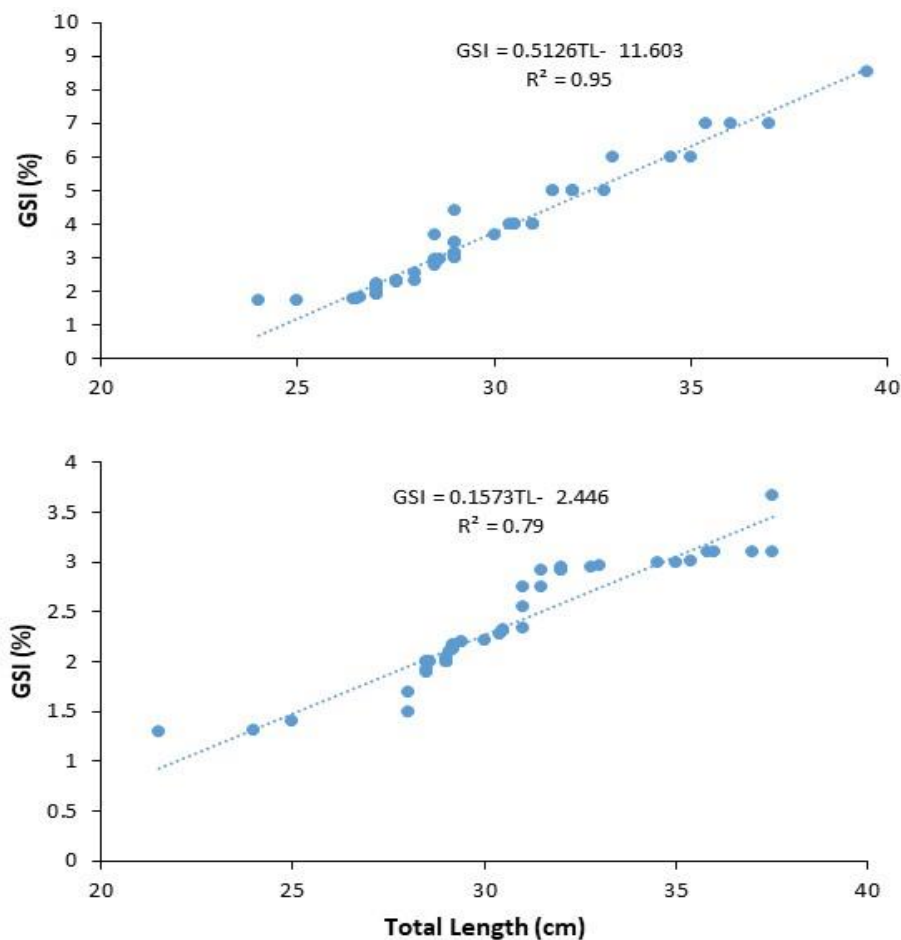 10
9
8
7
6
5
4
3
2
1
0
GSI (%)
GSI = 0.5126TL- 11.603
R² = 0.95
20 25 30 35 40
4
3.5
3
2.5
2
1.5
1
0.5
0
GSI (%)
GSI = 0.1573TL- 2.446
R² = 0.79
20 25 30 35 40
Total Length (cm)